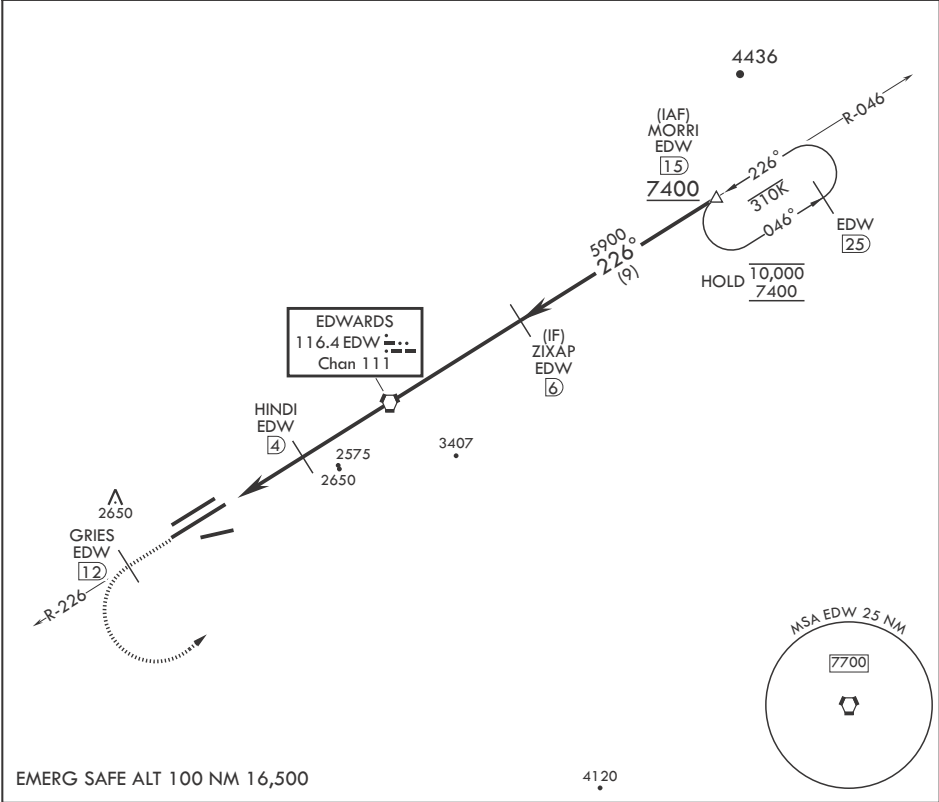 4436
R-046
(IAF)
MORRI
EDW
15
7400
226°
310K
046°
EDW
25
HOLD 10,000
7400
5900
226°
(9)
EDWARDS
116.4 EDW
Chan 111
(IF)
ZIXAP
EDW
6
HINDI
EDW
4
2575
2650
3407
2650
GRIES
EDW
12
R-226
MSA EDW 25 NM
7700
EMERG SAFE ALT 100 NM 16,500
4120